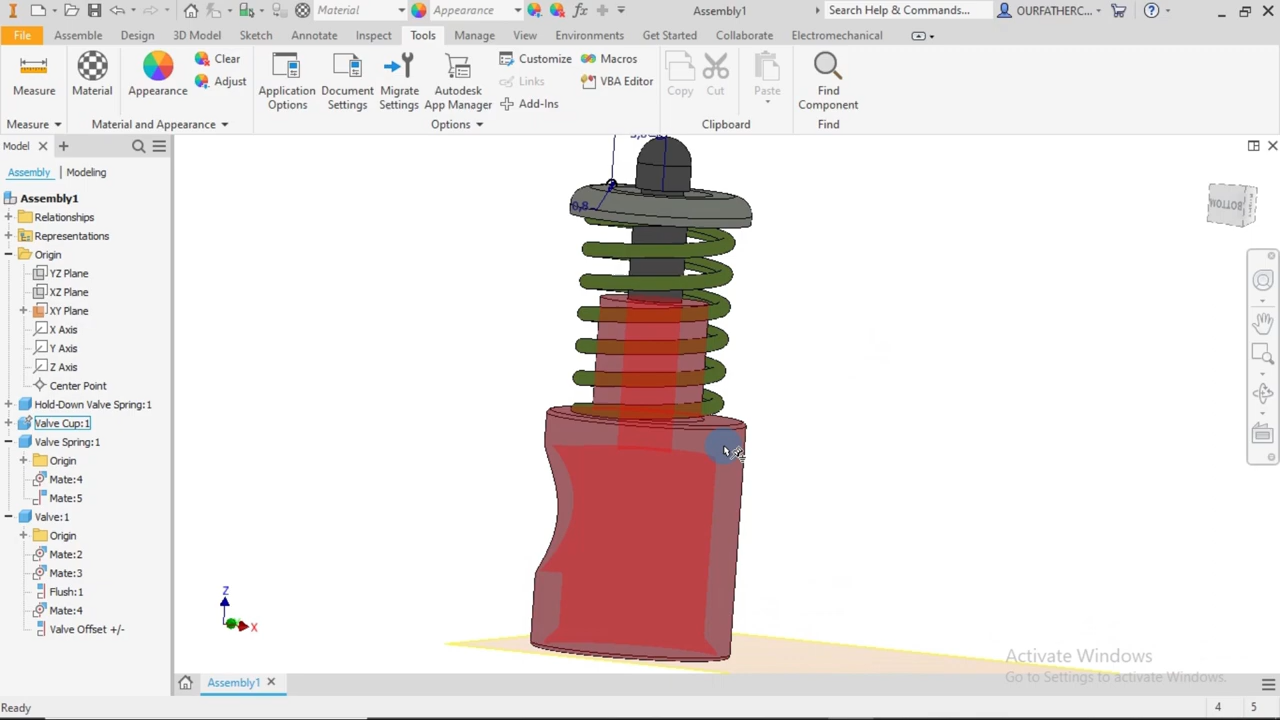 Material
Appearance
Assembly1
Search Help & Commands...
OURFATHERC...
File
Assemble
Design
3D Model
Sketch
Annotate
Inspect
Tools
Manage
View
Environments
Get Started
Collaborate
Electromechanical
Measure
Material
Appearance
Clear
Adjust
Application Options
Document Settings
Migrate Settings
Autodesk App Manager
Customize
Links
Add-Ins
Macros
VBA Editor
Copy
Cut
Paste
Find Component
Measure
Material and Appearance
Options
Clipboard
Find
Model
Assembly
Modeling
Assembly1
Relationships
Representations
Origin
YZ Plane
XZ Plane
XY Plane
X Axis
Y Axis
Z Axis
Center Point
Hold-Down Valve Spring:1
Valve Cup:1
Valve Spring:1
Origin
Mate:4
Mate:5
Valve:1
Origin
Mate:2
Mate:3
Flush:1
Mate:4
Valve Offset +/-
0,8
BOTTOM
Z
X
Activate Windows
Go to Settings to activate Windows.
Assembly1
Ready
4
5